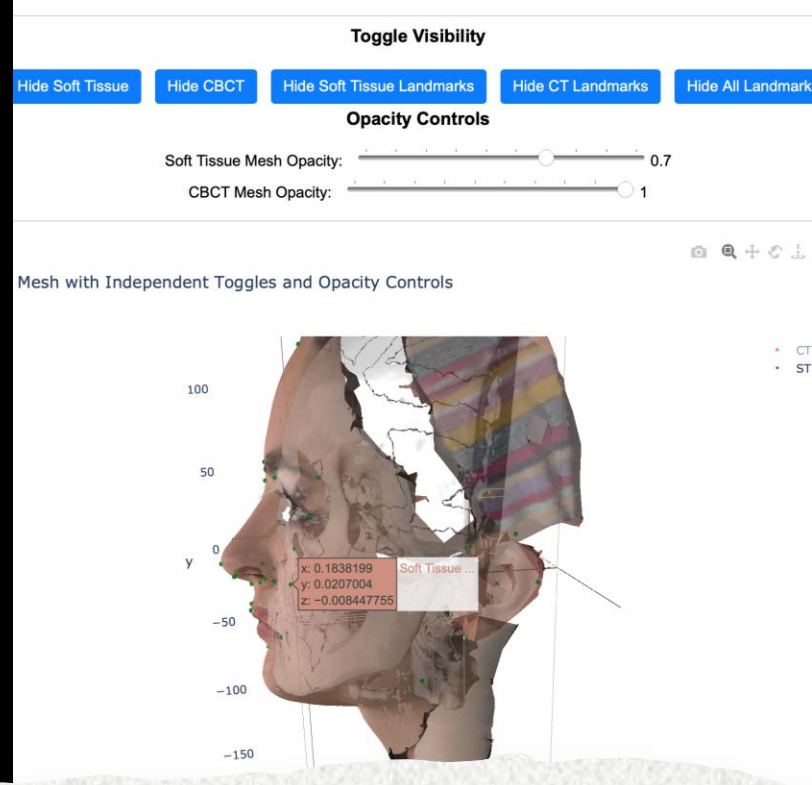 Toggle Visibility
Hide Soft Tissue Hide CBCT Hide Soft Tissue Landmarks Hide CT Landmarks Hide All Landmark
Opacity Controls
Soft Tissue Mesh Opacity: 0.7
CBCT Mesh Opacity: 1
Mesh with Independent Toggles and Opacity Controls
CT
ST
100
50
y 0
x: 0.1838199 Soft Tissue ...
y: 0.0207004
z: −0.008447755
−50
−100
−150